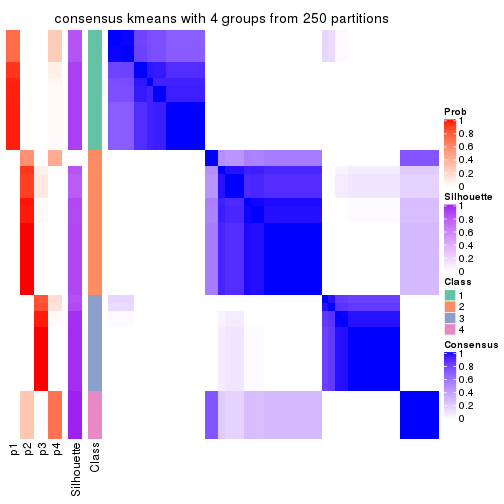 consensus kmeans with 4 groups from 250 partitions
Prob
1
0.8
0.6
0.4
0.2
0
Silhouette
1
0.8
0.6
0.4
0.2
0
Class
1
2
3
4
Consensus
1
0.8
0.6
0.4
0.2
0
p1
p2
p3
p4
Silhouette
Class